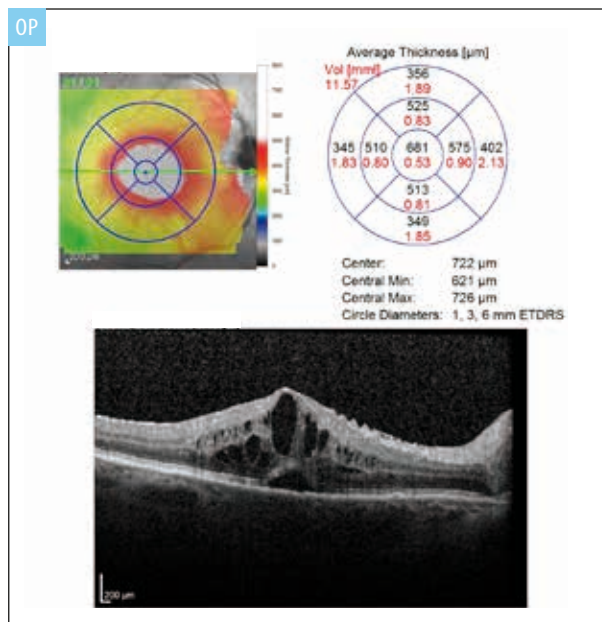 OP
Average Thickness [µm]
Vol [mm³]
11.57
356
1.89
525
0.83
345 510 681 575 402
1.83 0.80 0.53 0.90 2.13
513
0.81
349
1.85
Center: 722 µm
Central Min: 621 µm
Central Max: 726 µm
Circle Diameters: 1, 3, 6 mm ETDRS
200 µm